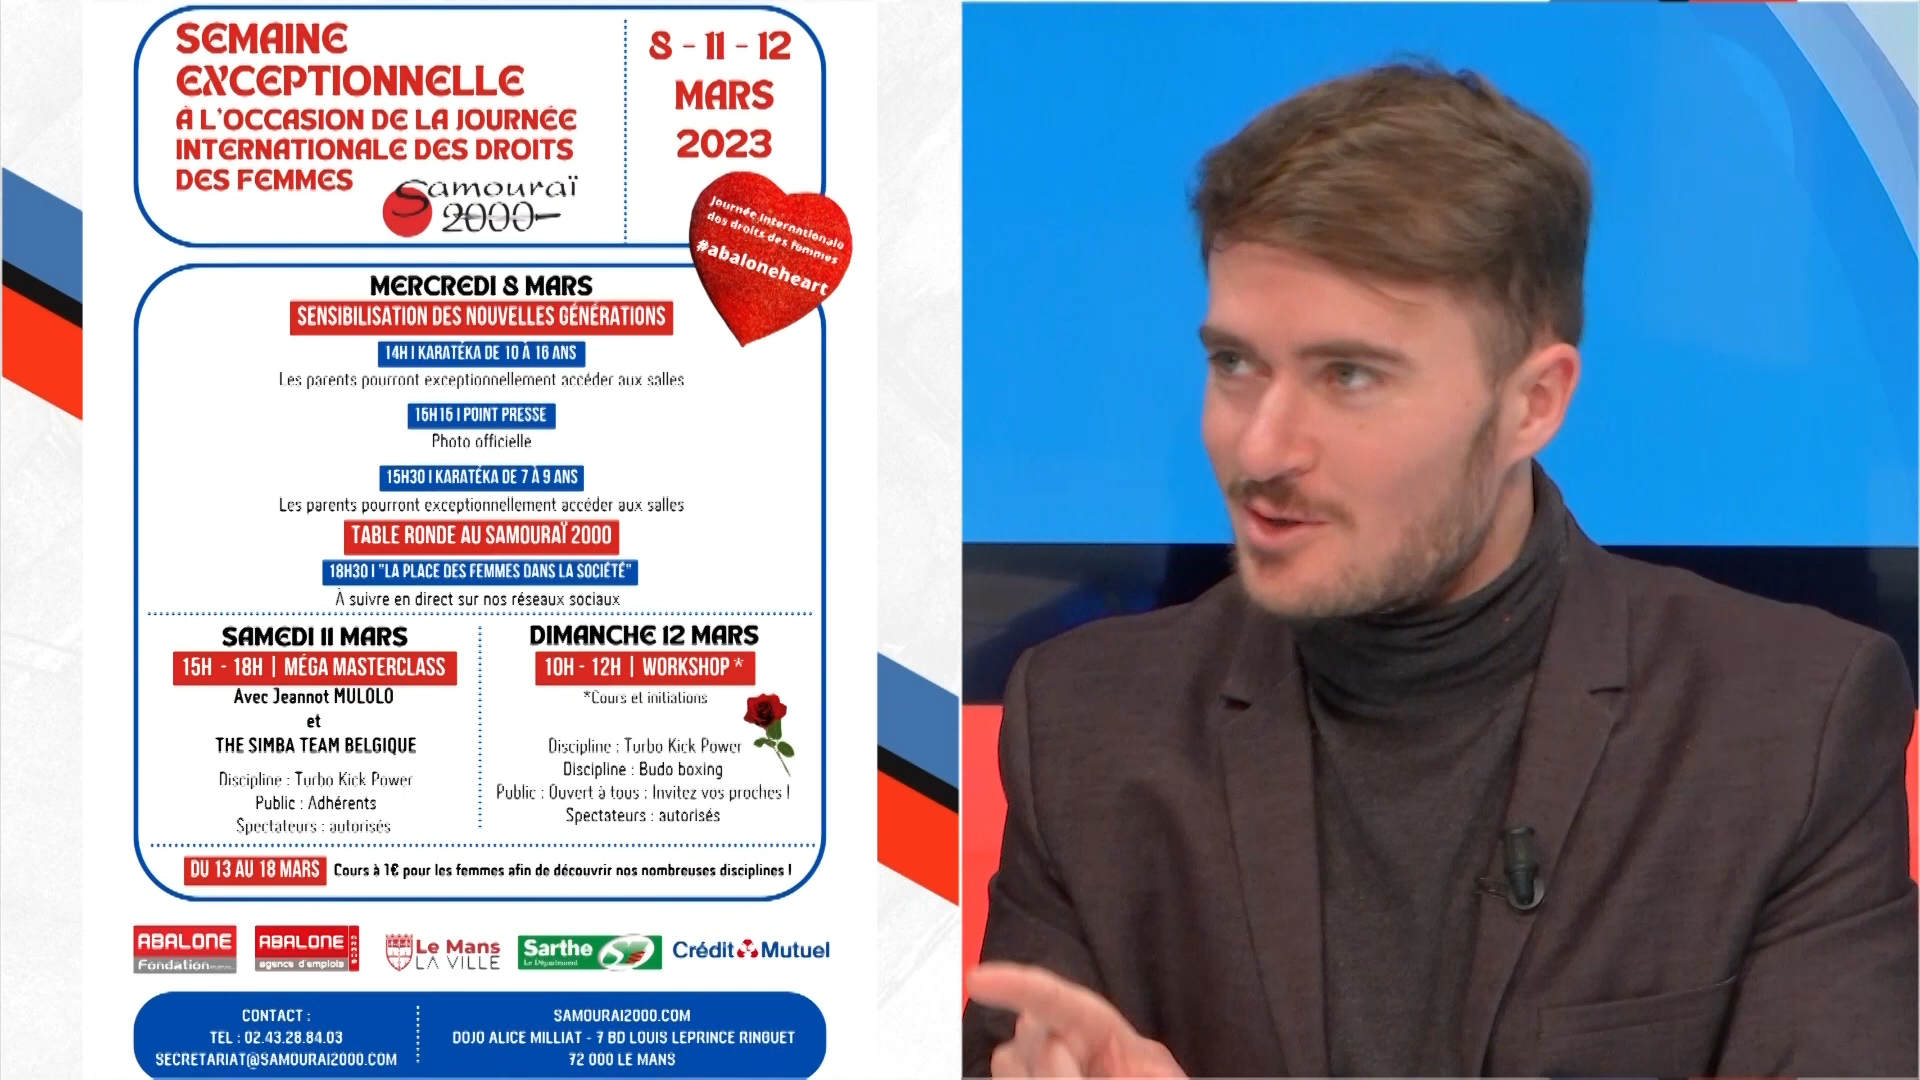 SEMAINE
EXCEPTIONNELLE
À L'OCCASION DE LA JOURNÉE
INTERNATIONALE DES DROITS
DES FEMMES
Samouraï
2000
8 - 11 - 12
MARS
2023
Journée internationale
des droits des femmes
#abaloneheart
MERCREDI 8 MARS
SENSIBILISATION DES NOUVELLES GÉNÉRATIONS
14H I KARATÉKA DE 10 À 16 ANS
Les parents pourront exceptionnellement accéder aux salles
15H15 I POINT PRESSE
Photo officielle
15H30 I KARATÉKA DE 7 À 9 ANS
Les parents pourront exceptionnellement accéder aux salles
TABLE RONDE AU SAMOURAÏ 2000
18H30 I "LA PLACE DES FEMMES DANS LA SOCIÉTÉ"
À suivre en direct sur nos réseaux sociaux
SAMEDI 11 MARS
15H - 18H | MÉGA MASTERCLASS
Avec Jeannot MULOLO
et
THE SIMBA TEAM BELGIQUE
Discipline : Turbo Kick Power
Public : Adhérents
Spectateurs : autorisés
DIMANCHE 12 MARS
10H - 12H | WORKSHOP *
*Cours et initiations
Discipline : Turbo Kick Power
Discipline : Budo boxing
Public : Ouvert à tous : Invitez vos proches !
Spectateurs : autorisés
DU 13 AU 18 MARS Cours à 1€ pour les femmes afin de découvrir nos nombreuses disciplines !
ABALONE
Fondation
ABALONE
agence d'emplois
Le Mans
LA VILLE
Sarthe
Le Département
Crédit Mutuel
CONTACT :
TEL : 02.43.28.84.03
SECRETARIAT@SAMOURAI2000.COM
SAMOURAI2000.COM
DOJO ALICE MILLIAT - 7 BD LOUIS LEPRINCE RINGUET
72 000 LE MANS